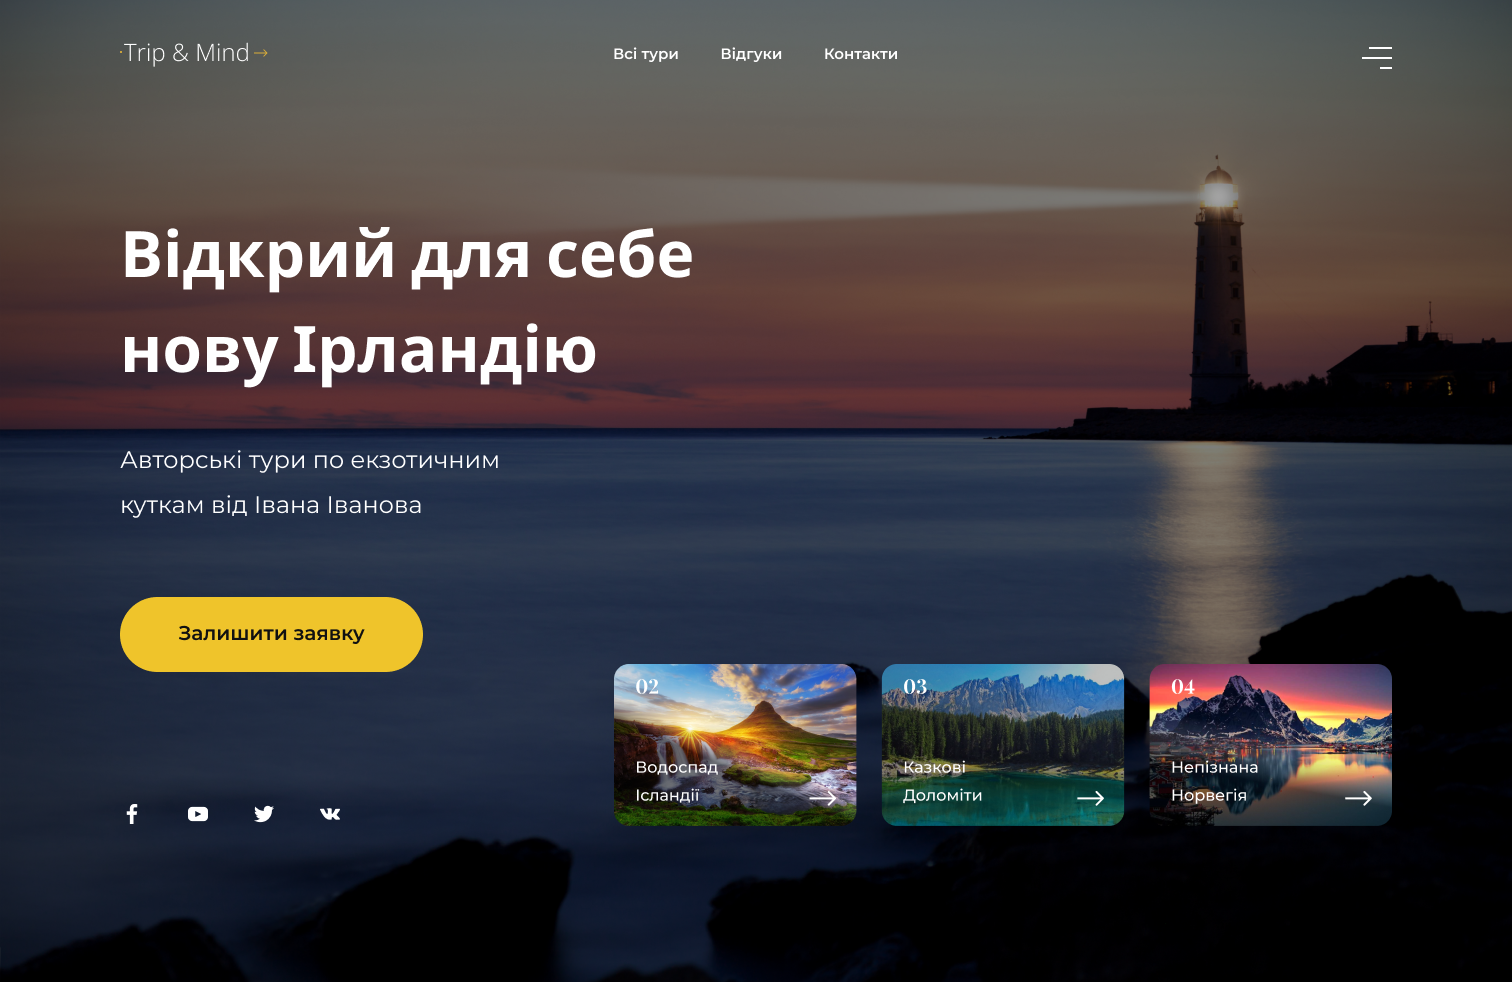 Trip & Mind
Всі тури
Відгуки
Контакти
Відкрий для себе
нову Ірландію
Авторські тури по екзотичним
куткам від Івана Іванова
Залишити заявку
02
Водоспад
Ісландії
03
Казкові
Доломіти
04
Непізнана
Норвегія